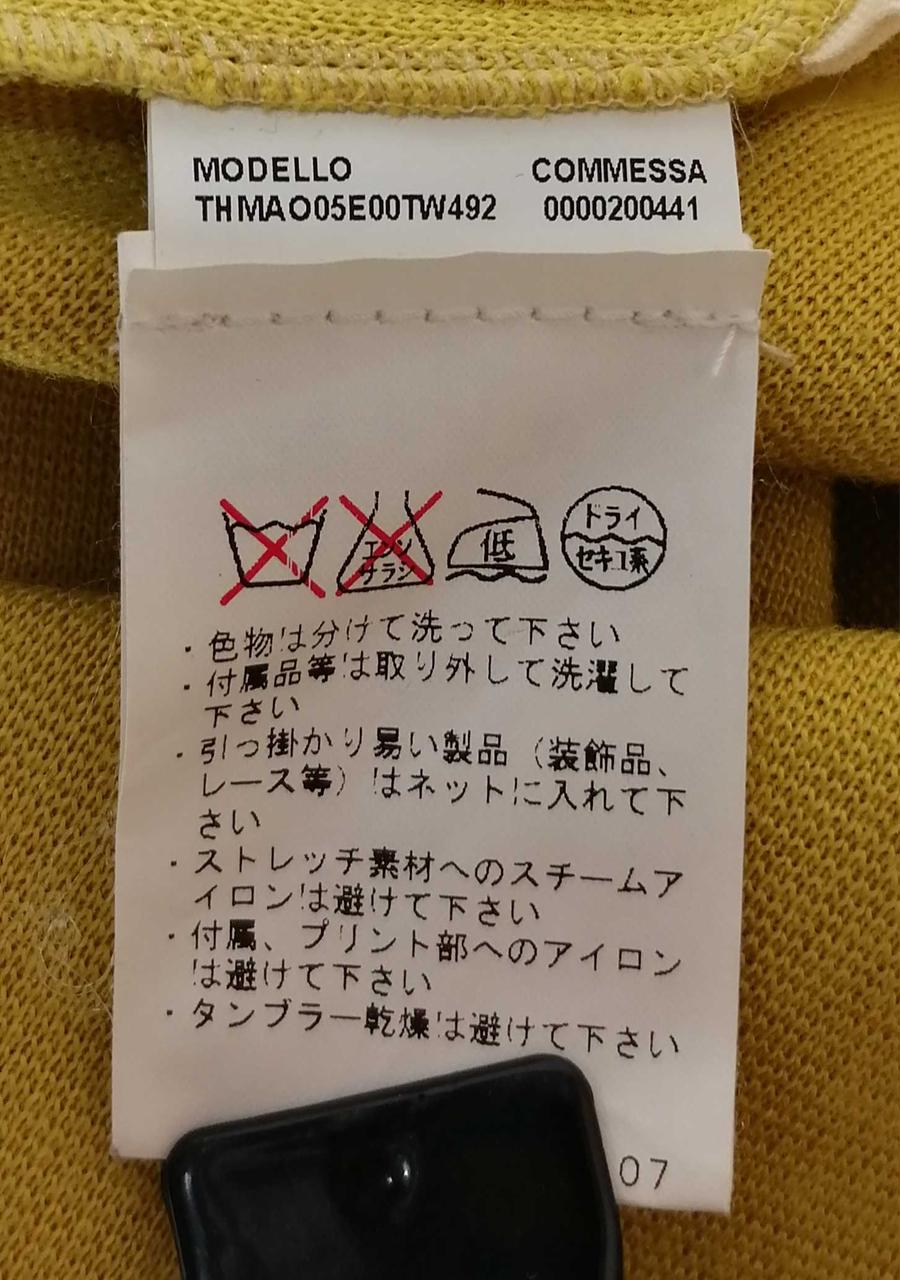 MODELLO COMMESSA
THMAO05E00TW492 0000200441
エンソ
サラシ
低
ドライ
セキユ系
・色物は分けて洗って下さい
・付属品等は取り外して洗濯して
下さい
・引っ掛かり易い製品（装飾品、
レース等）はネットに入れて下
さい
・ストレッチ素材へのスチームア
イロンは避けて下さい
・付属、プリント部へのアイロン
は避けて下さい
・タンブラー乾燥は避けて下さい
07